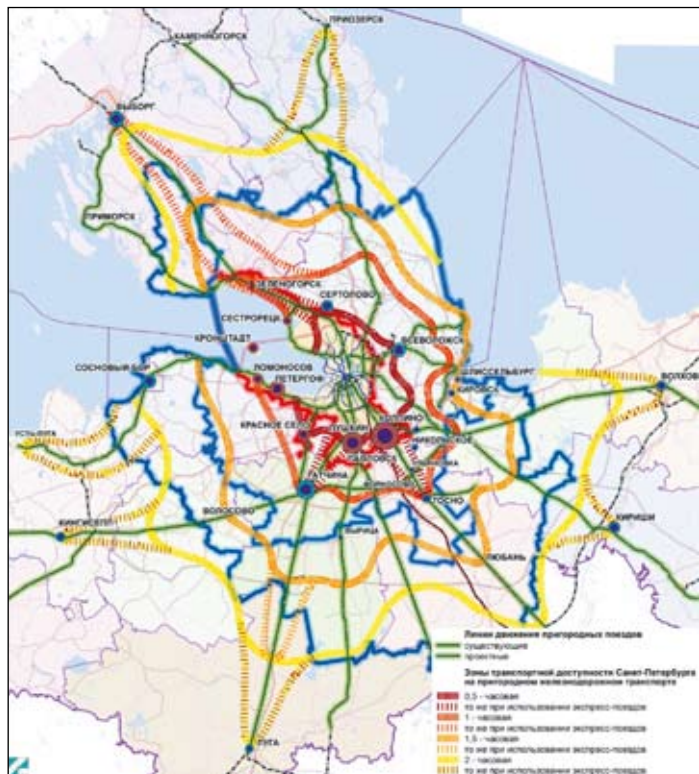 ПРИОЗЕРСК
КАМЕННОГОРСК
ВЫБОРГ
ПРИМОРСК
ЗЕЛЕНОГОРСК
СЕРТОЛОВО
СЕСТРОРЕЦК
КРОНШТАДТ
ВСЕВОЛОЖСК
ЛОМОНОСОВ
ПЕТЕРГОФ
ШЛИССЕЛЬБУРГ
КИРОВСК
ВОЛХОВ
СОСНОВЫЙ БОР
УСТЬ-ЛУГА
КРАСНОЕ СЕЛО
ПУШКИН
КОЛПИНО
НИКОЛЬСКОЕ
ПАВЛОВСК
ГАТЧИНА
ТОСНО
ВОЛОСОВО
КИНГИСЕПП
КИРИШИ
ВЫРИЦА
ЛЮБАНЬ
ЛУГА
Линии движения пригородных поездов
существующие
проектные
Зоны транспортной доступности Санкт-Петербурга
на пригородном железнодорожном транспорте
0,5 - часовая
то же при использовании экспресс-поездов
1 - часовая
то же при использовании экспресс-поездов
1,5 - часовая
то же при использовании экспресс-поездов
2 - часовая
то же при использовании экспресс-поездов